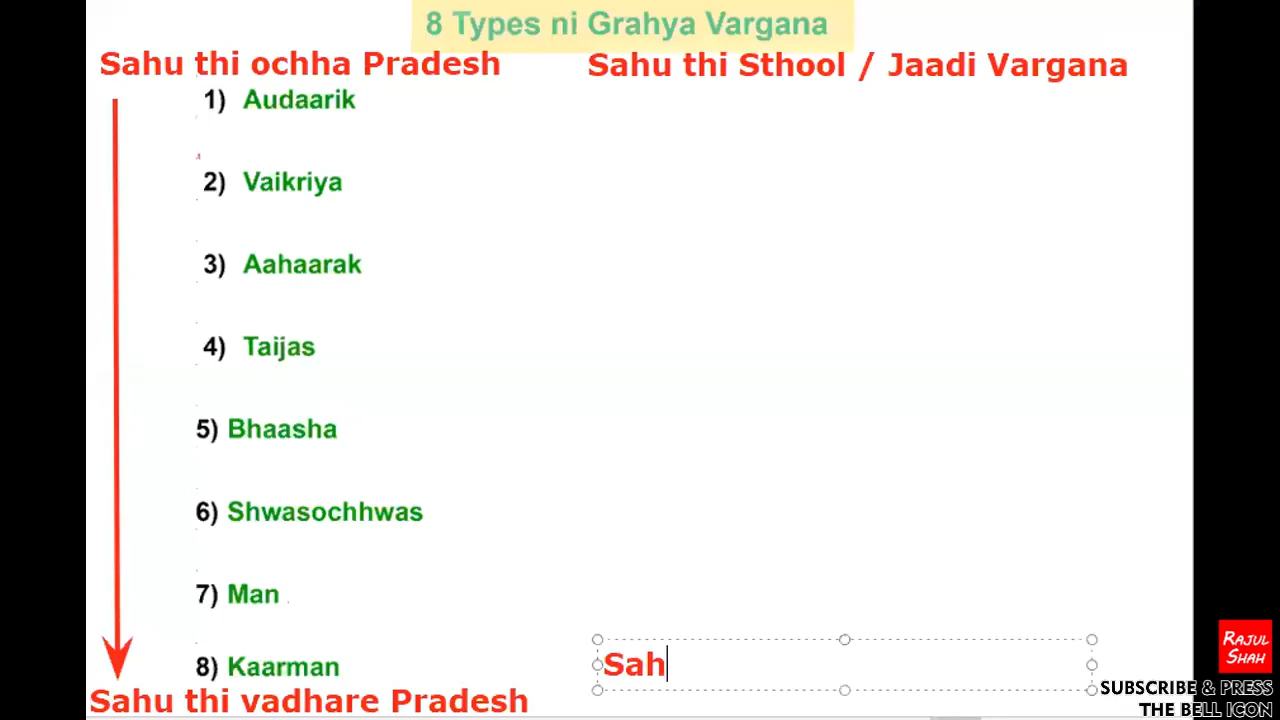 8 Types ni Grahya Vargana
Sahu thi ochha Pradesh
Sahu thi Sthool / Jaadi Vargana
1) Audaarik
2) Vaikriya
3) Aahaarak
4) Taijas
5) Bhaasha
6) Shwasochhwas
7) Man
8) Kaarman
Sah
Sahu thi vadhare Pradesh
RAJUL
SHAH
SUBSCRIBE & PRESS
THE BELL ICON